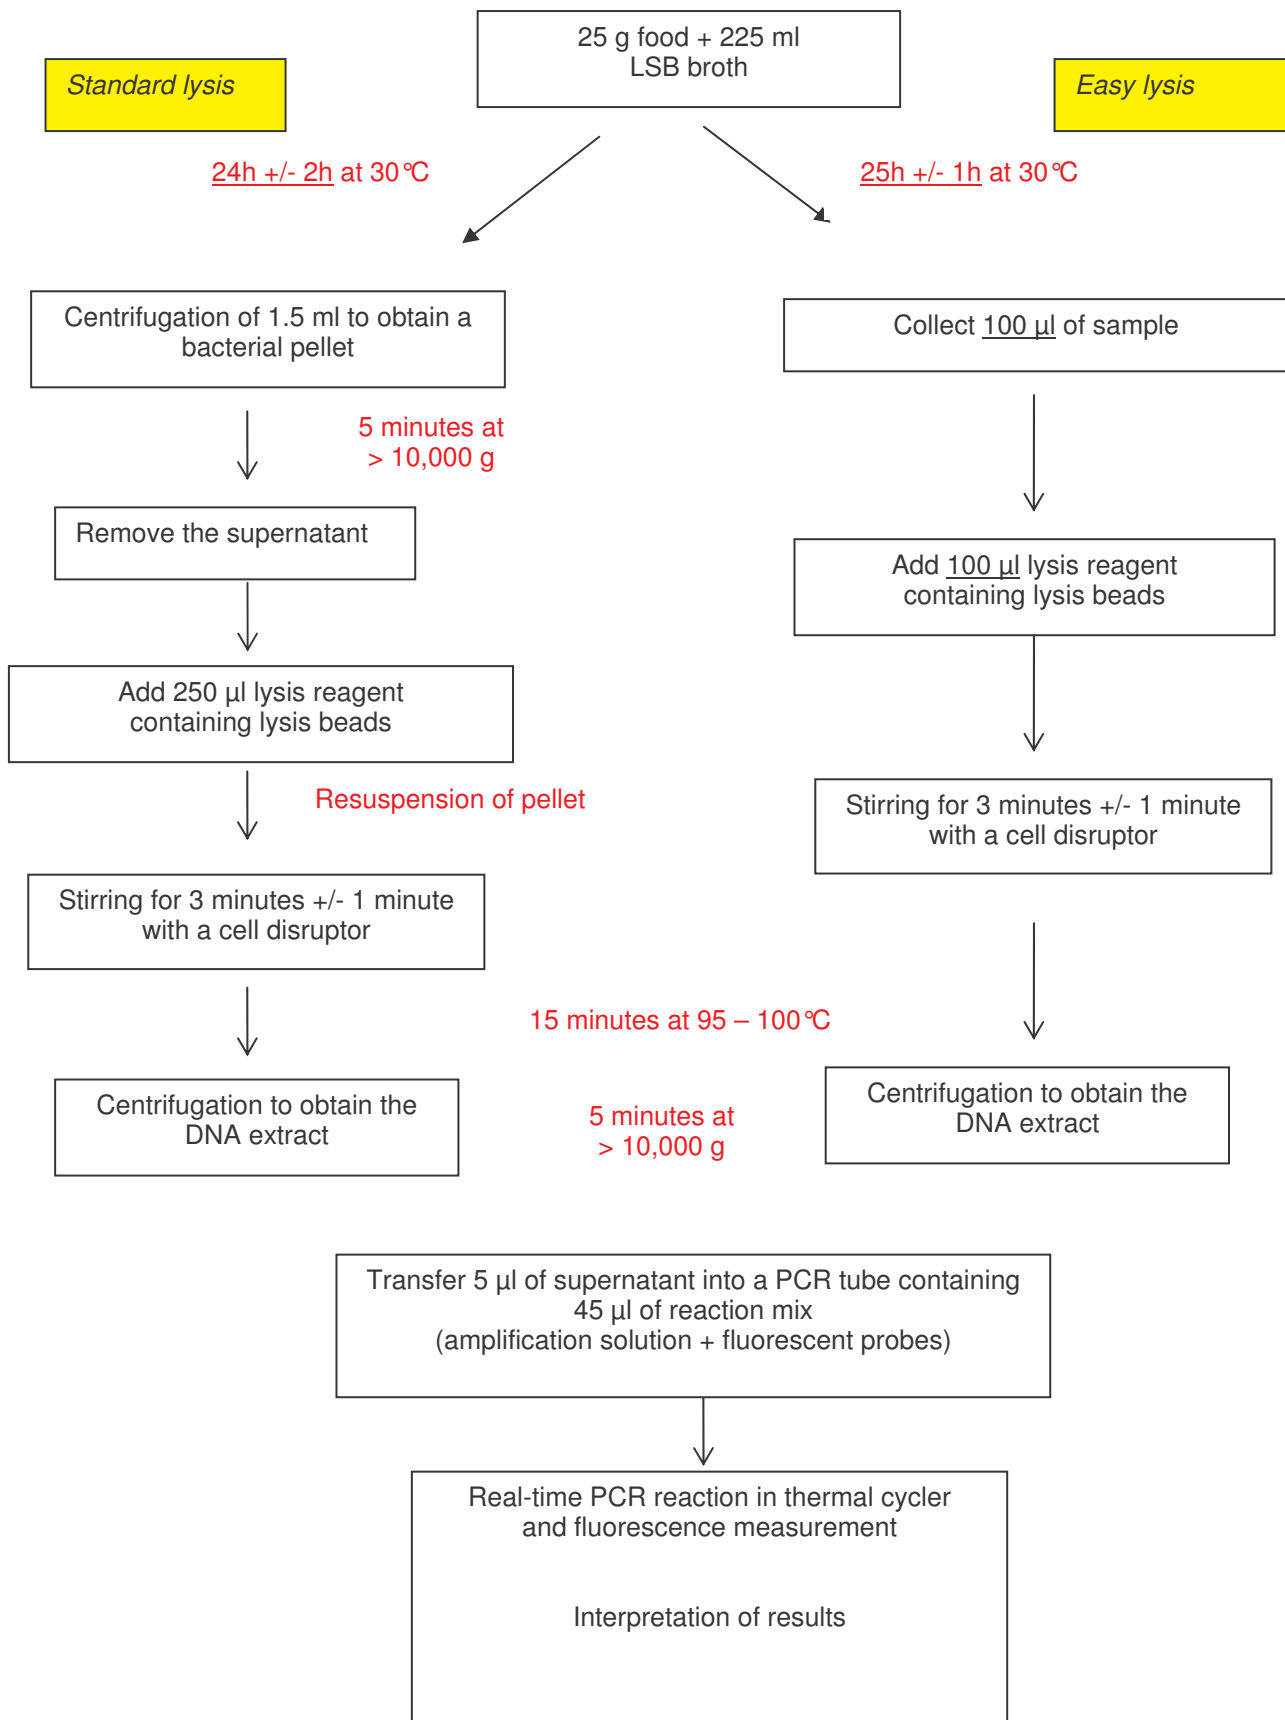 25 g food + 225 ml
LSB broth
Standard lysis
Easy lysis
24h +/- 2h at 30°C
25h +/- 1h at 30°C
Centrifugation of 1.5 ml to obtain a
bacterial pellet
Collect 100 µl of sample
5 minutes at
> 10,000 g
Remove the supernatant
Add 100 µl lysis reagent
containing lysis beads
Add 250 µl lysis reagent
containing lysis beads
Resuspension of pellet
Stirring for 3 minutes +/- 1 minute
with a cell disruptor
Stirring for 3 minutes +/- 1 minute
with a cell disruptor
15 minutes at 95 – 100°C
Centrifugation to obtain the
DNA extract
5 minutes at
> 10,000 g
Centrifugation to obtain the
DNA extract
Transfer 5 µl of supernatant into a PCR tube containing
45 µl of reaction mix
(amplification solution + fluorescent probes)
Real-time PCR reaction in thermal cycler
and fluorescence measurement
Interpretation of results